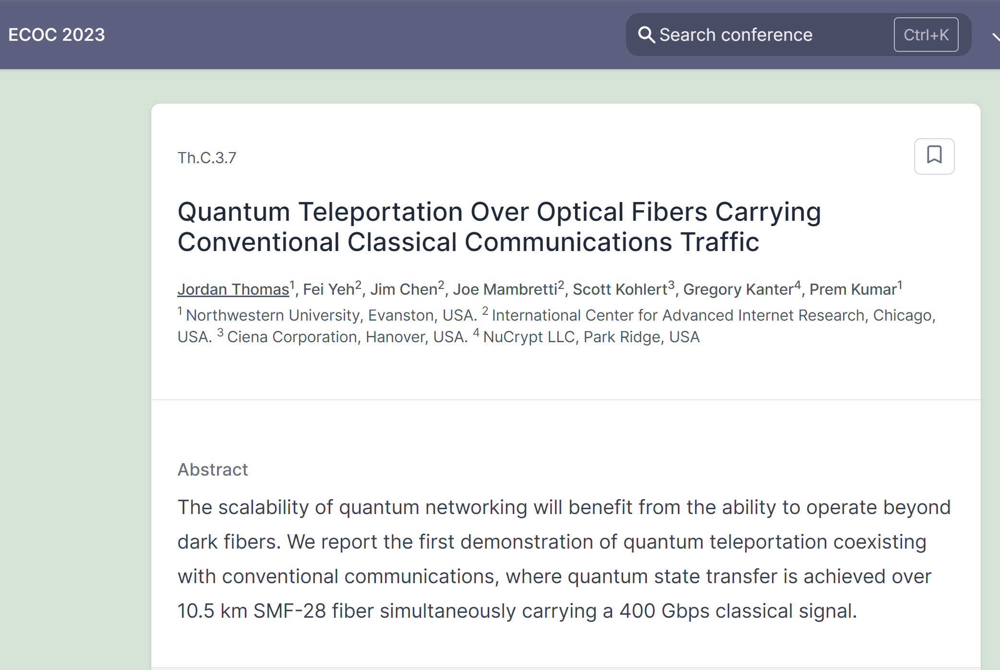 ECOC 2023
Search conference
Ctrl+K
Th.C.3.7
Quantum Teleportation Over Optical Fibers Carrying
Conventional Classical Communications Traffic
Jordan Thomas¹, Fei Yeh², Jim Chen², Joe Mambretti², Scott Kohlert³, Gregory Kanter⁴, Prem Kumar¹
¹ Northwestern University, Evanston, USA. ² International Center for Advanced Internet Research, Chicago,
USA. ³ Ciena Corporation, Hanover, USA. ⁴ NuCrypt LLC, Park Ridge, USA
Abstract
The scalability of quantum networking will benefit from the ability to operate beyond
dark fibers. We report the first demonstration of quantum teleportation coexisting
with conventional communications, where quantum state transfer is achieved over
10.5 km SMF-28 fiber simultaneously carrying a 400 Gbps classical signal.